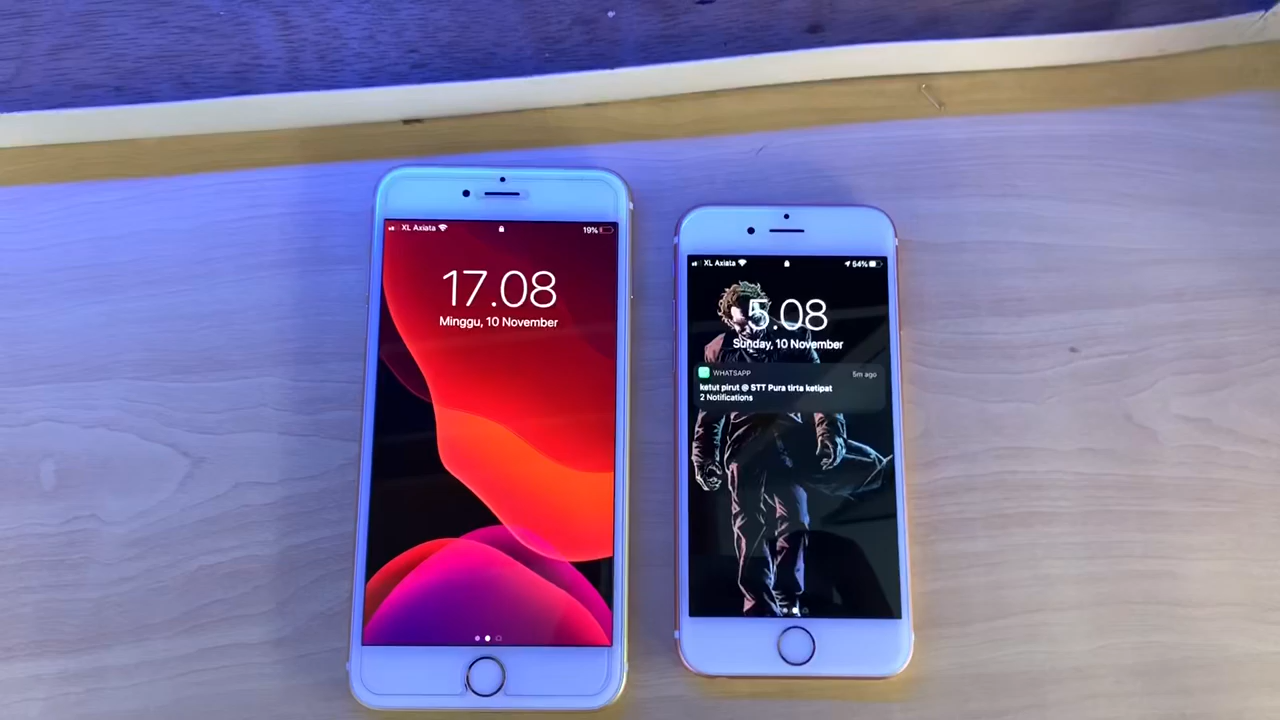 XL Axiata
19%
17.08
Minggu, 10 November
XL Axiata
64%
5.08
Sunday, 10 November
WHATSAPP
5m ago
ketut pirut @ STT Pura tirta ketipat
2 Notifications